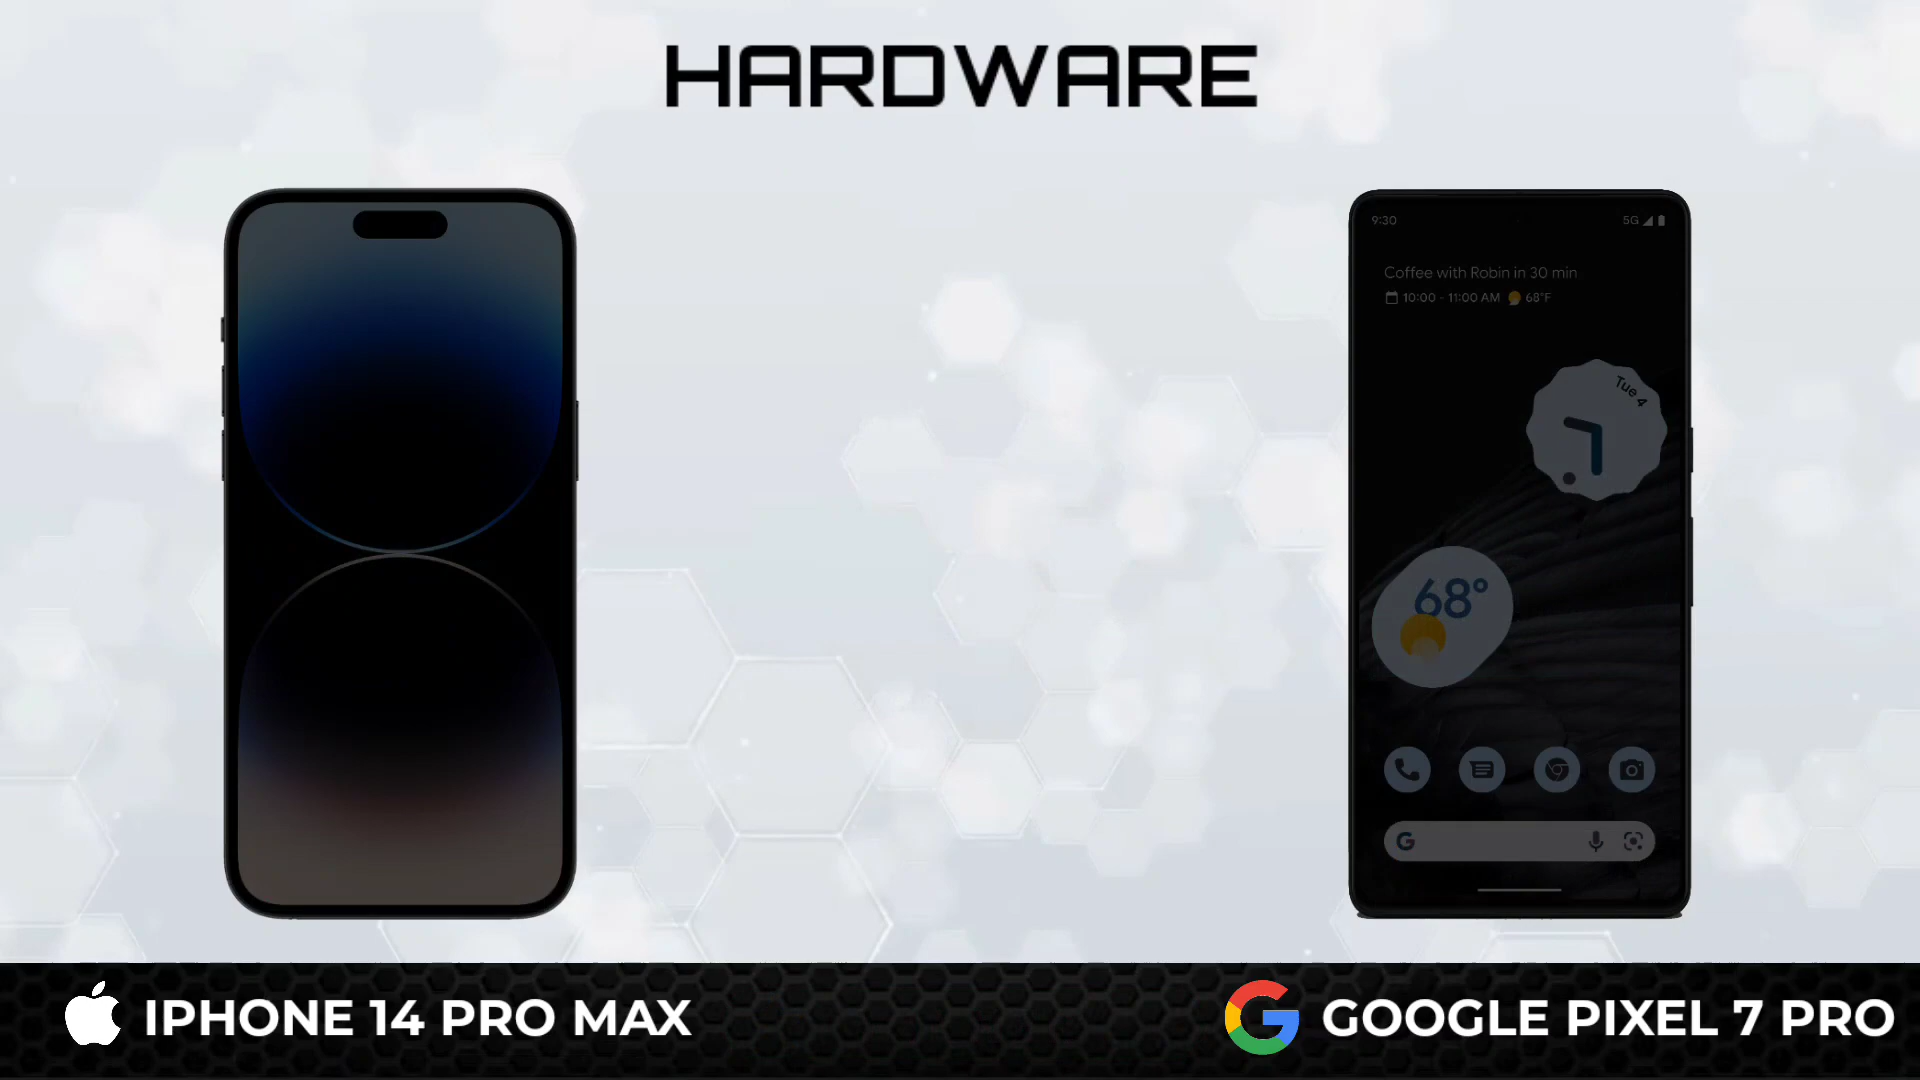 HARDWARE
9:30
5G
Coffee with Robin in 30 min
10:00 - 11:00 AM 68°F
Tue 4
68°
G
IPHONE 14 PRO MAX
G GOOGLE PIXEL 7 PRO